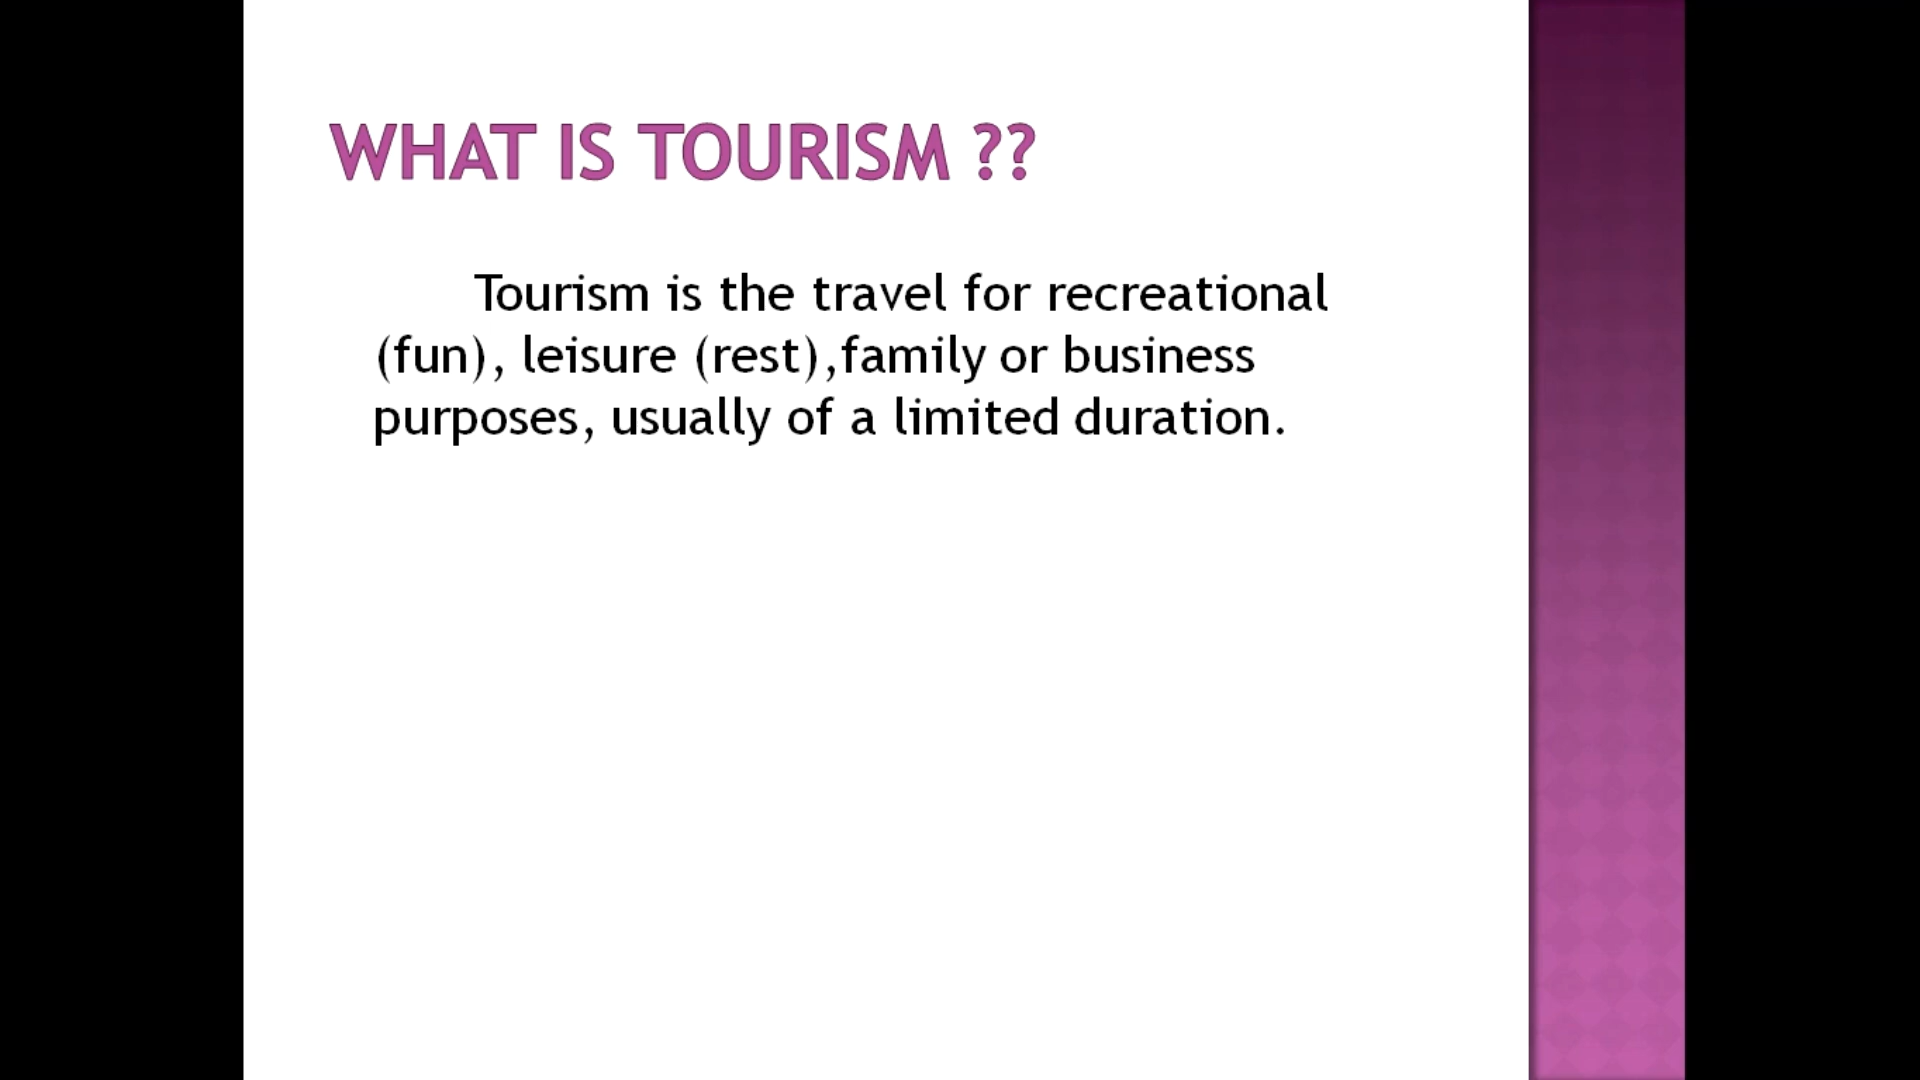 WHAT IS TOURISM ??
Tourism is the travel for recreational
(fun), leisure (rest),family or business
purposes, usually of a limited duration.